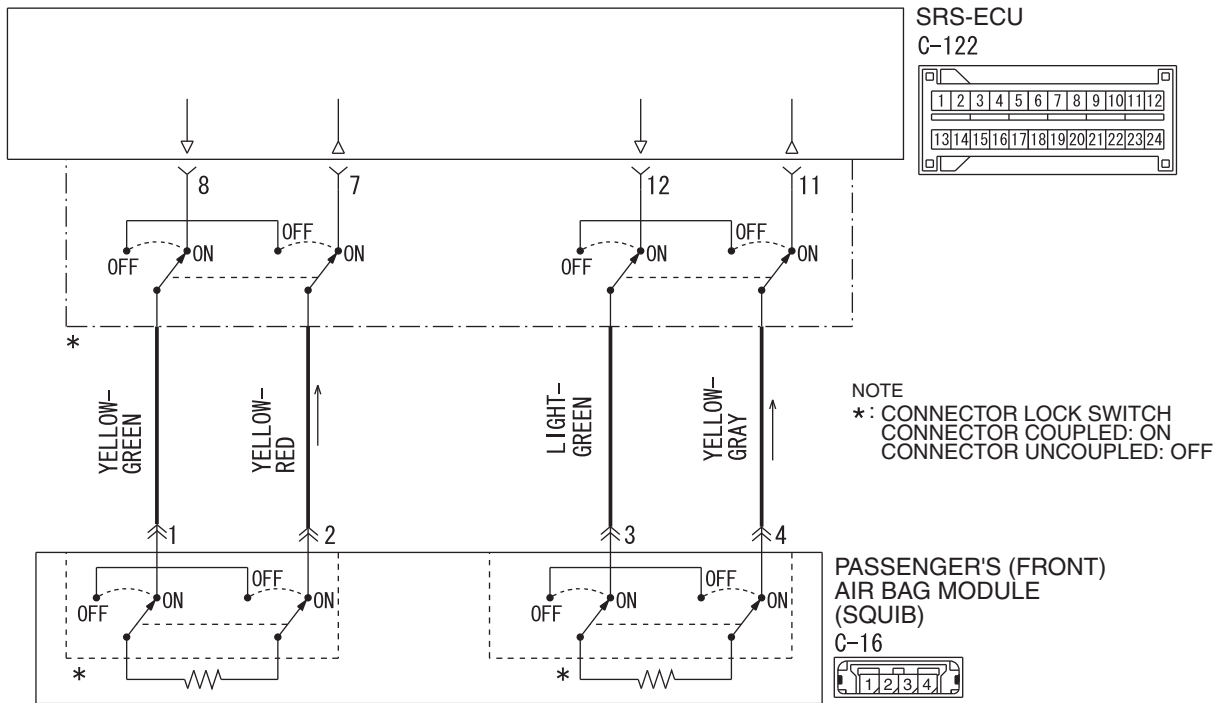 SRS-ECU
C-122
1 2 3 4 5 6 7 8 9 10 11 12
13 14 15 16 17 18 19 20 21 22 23 24
8 7 12 11
OFF ON OFF ON OFF ON OFF ON
*
YELLOW-
GREEN
YELLOW-
RED
LIGHT-
GREEN
YELLOW-
GRAY
NOTE
*: CONNECTOR LOCK SWITCH
CONNECTOR COUPLED: ON
CONNECTOR UNCOUPLED: OFF
1 2 3 4
OFF ON OFF ON OFF ON OFF ON
* *
PASSENGER'S (FRONT)
AIR BAG MODULE
(SQUIB)
C-16
1 2 3 4